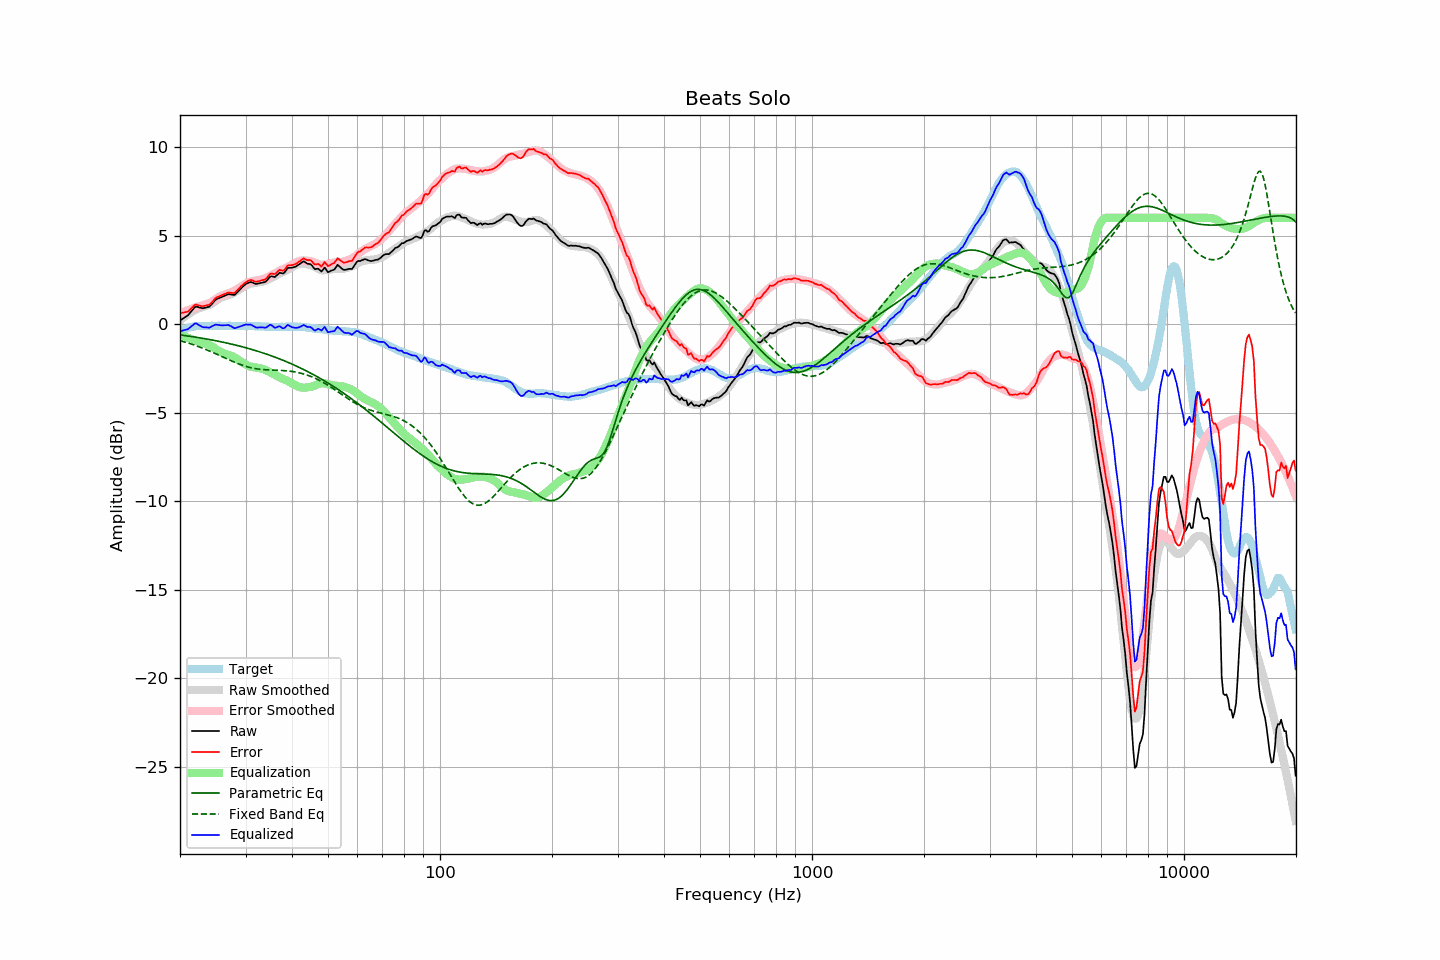 Beats Solo
10
5
0
−5
−10
−15
−20
−25
Amplitude (dBr)
Target
Raw Smoothed
Error Smoothed
Raw
Error
Equalization
Parametric Eq
Fixed Band Eq
Equalized
100
1000
10000
Frequency (Hz)